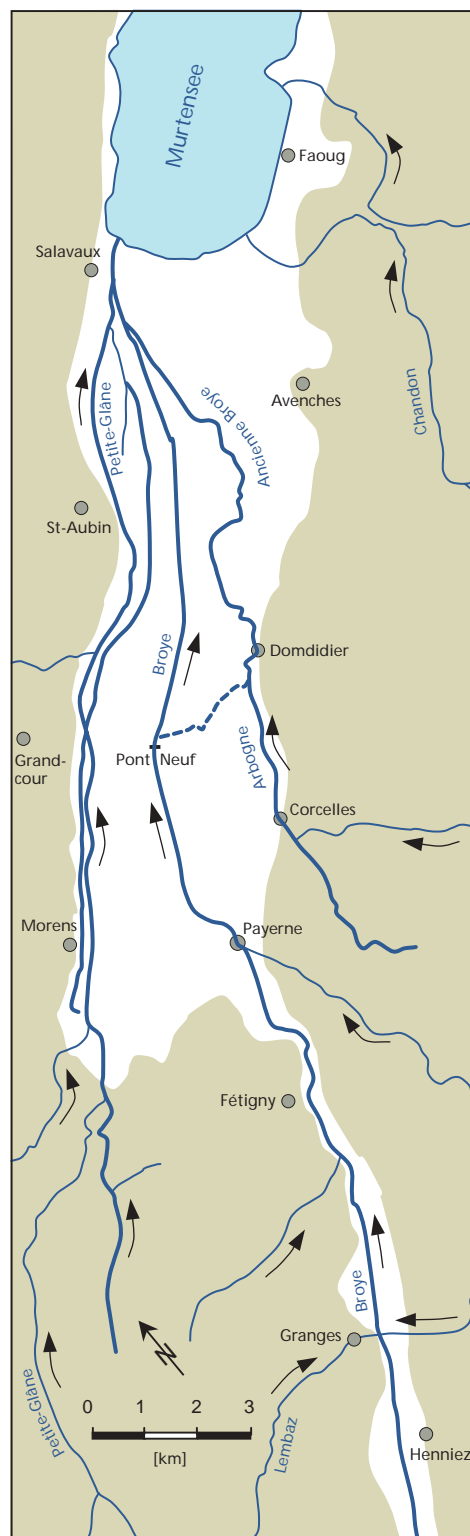 Murtensee
Faoug
Salavaux
Avenches
Ancienne Broye
Chandon
Petite-Glâne
St-Aubin
Broye
Domdidier
Grand-
cour
Pont Neuf
Arbogne
Corcelles
Morens
Payerne
Fétigny
Broye
Granges
N
Petite-Glâne
0 1 2 3
[km]
Lembaz
Henniez